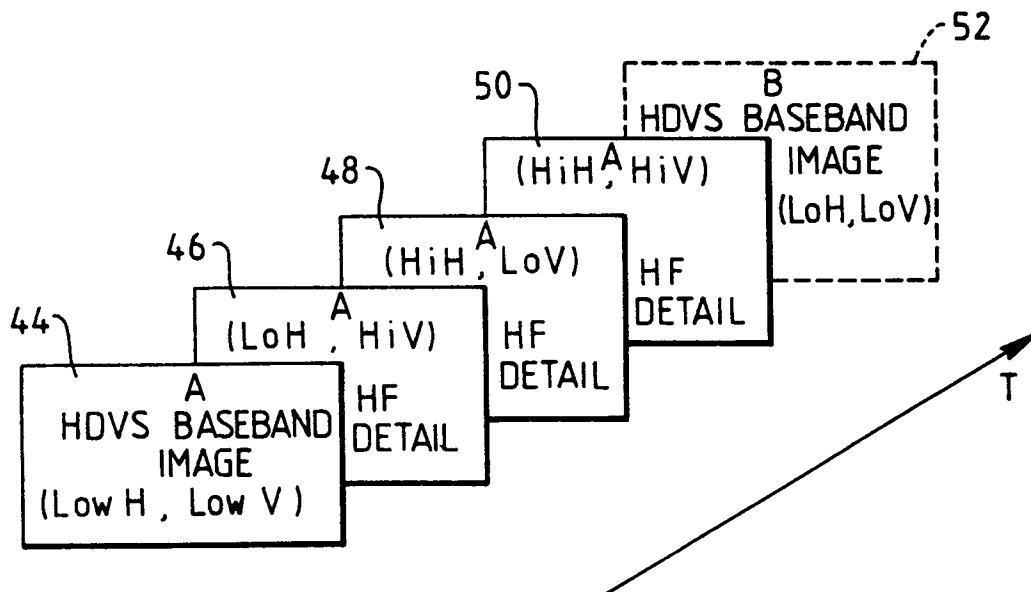 52
B
HDVS BASEBAND
IMAGE
(LoH, LoV)
50
A
(HiH, HiV)
HF
DETAIL
48
A
(HiH, LoV)
HF
DETAIL
46
A
(LoH, HiV)
HF
DETAIL
44
A
HDVS BASEBAND
IMAGE
(Low H, Low V)
T